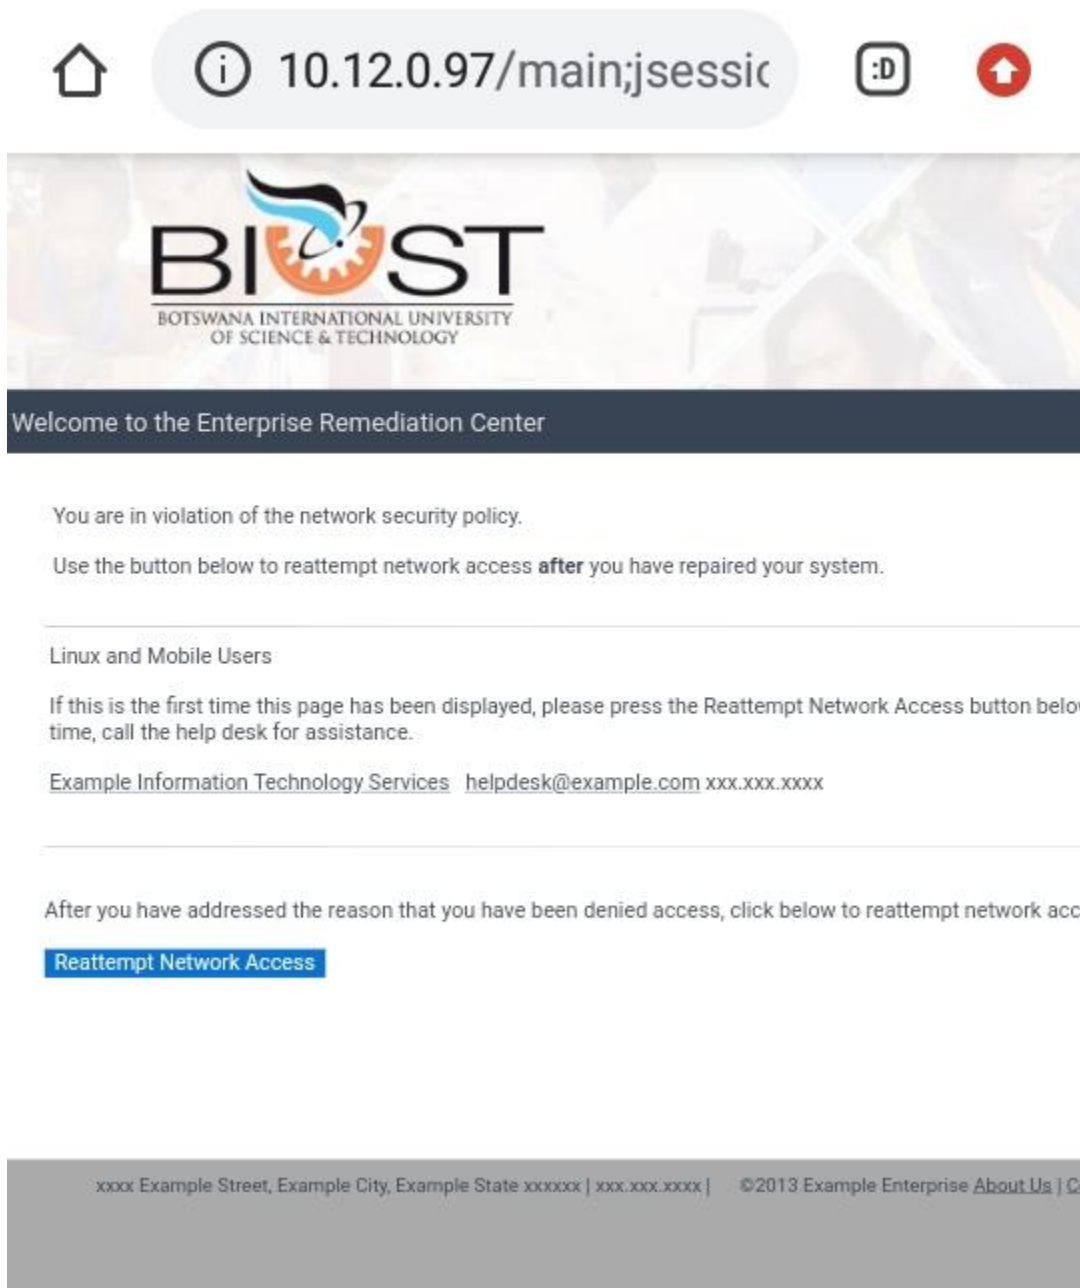 10.12.0.97/main;jsessic
:D
BIUST
BOTSWANA INTERNATIONAL UNIVERSITY
OF SCIENCE & TECHNOLOGY
Welcome to the Enterprise Remediation Center
You are in violation of the network security policy.
Use the button below to reattempt network access after you have repaired your system.
Linux and Mobile Users
If this is the first time this page has been displayed, please press the Reattempt Network Access button belo
time, call the help desk for assistance.
Example Information Technology Services helpdesk@example.com xxx.xxx.xxxx
After you have addressed the reason that you have been denied access, click below to reattempt network acc
Reattempt Network Access
xxxx Example Street, Example City, Example State xxxxxx | xxx.xxx.xxxx | ©2013 Example Enterprise About Us | C